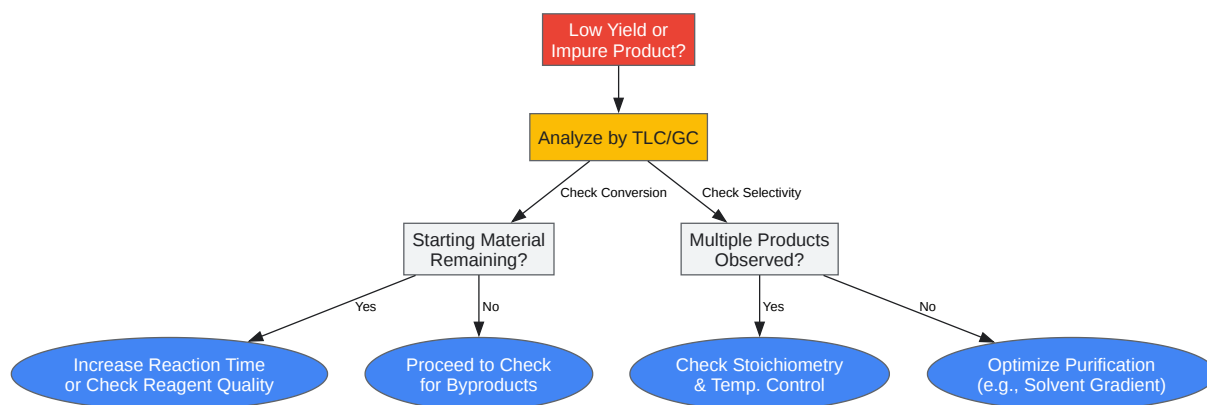 Low Yield or
Impure Product?
Analyze by TLC/GC
Check Conversion
Check Selectivity
Starting Material
Remaining?
Multiple Products
Observed?
Yes
No
Yes
No
Increase Reaction Time
or Check Reagent Quality
Proceed to Check
for Byproducts
Check Stoichiometry
& Temp. Control
Optimize Purification
(e.g., Solvent Gradient)